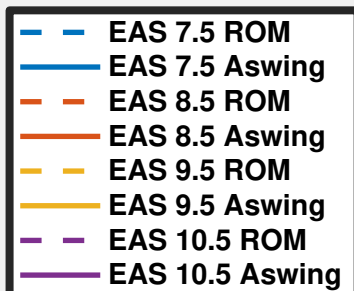 EAS 7.5 ROM
EAS 7.5 Aswing
EAS 8.5 ROM
EAS 8.5 Aswing
EAS 9.5 ROM
EAS 9.5 Aswing
EAS 10.5 ROM
EAS 10.5 Aswing